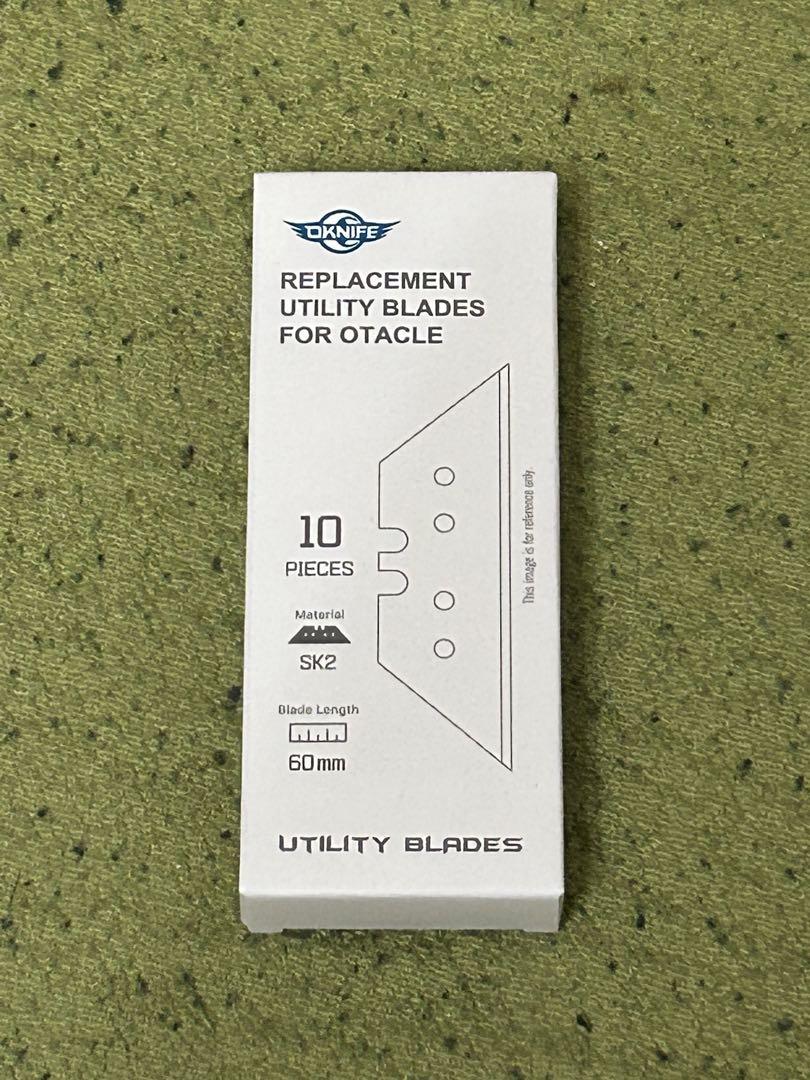 OKNIFE
REPLACEMENT
UTILITY BLADES
FOR OTACLE
10
PIECES
Material
SK2
Blade Length
60mm
This image is for reference only.
UTILITY BLADES